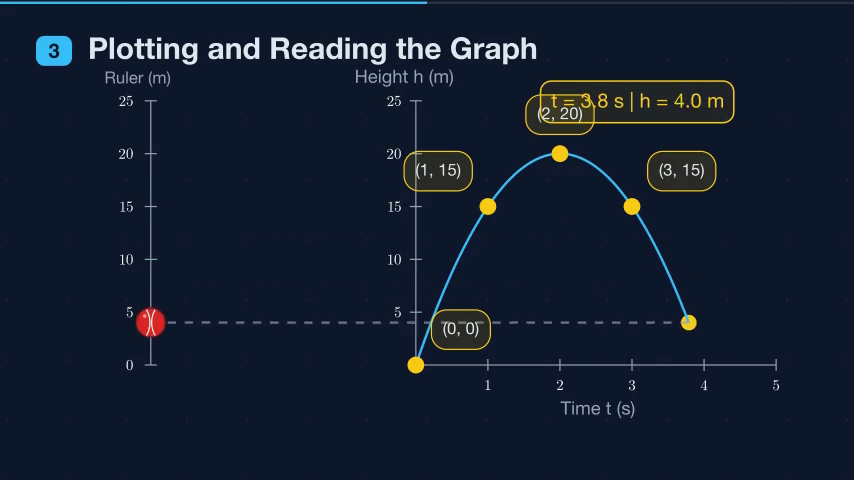 3 Plotting and Reading the Graph
Ruler (m)
25
20
15
10
5
0
Height h (m)
25
20
15
10
5
t = 3.8 s | h = 4.0 m
(2, 20)
(1, 15)
(3, 15)
(0, 0)
1 2 3 4 5
Time t (s)